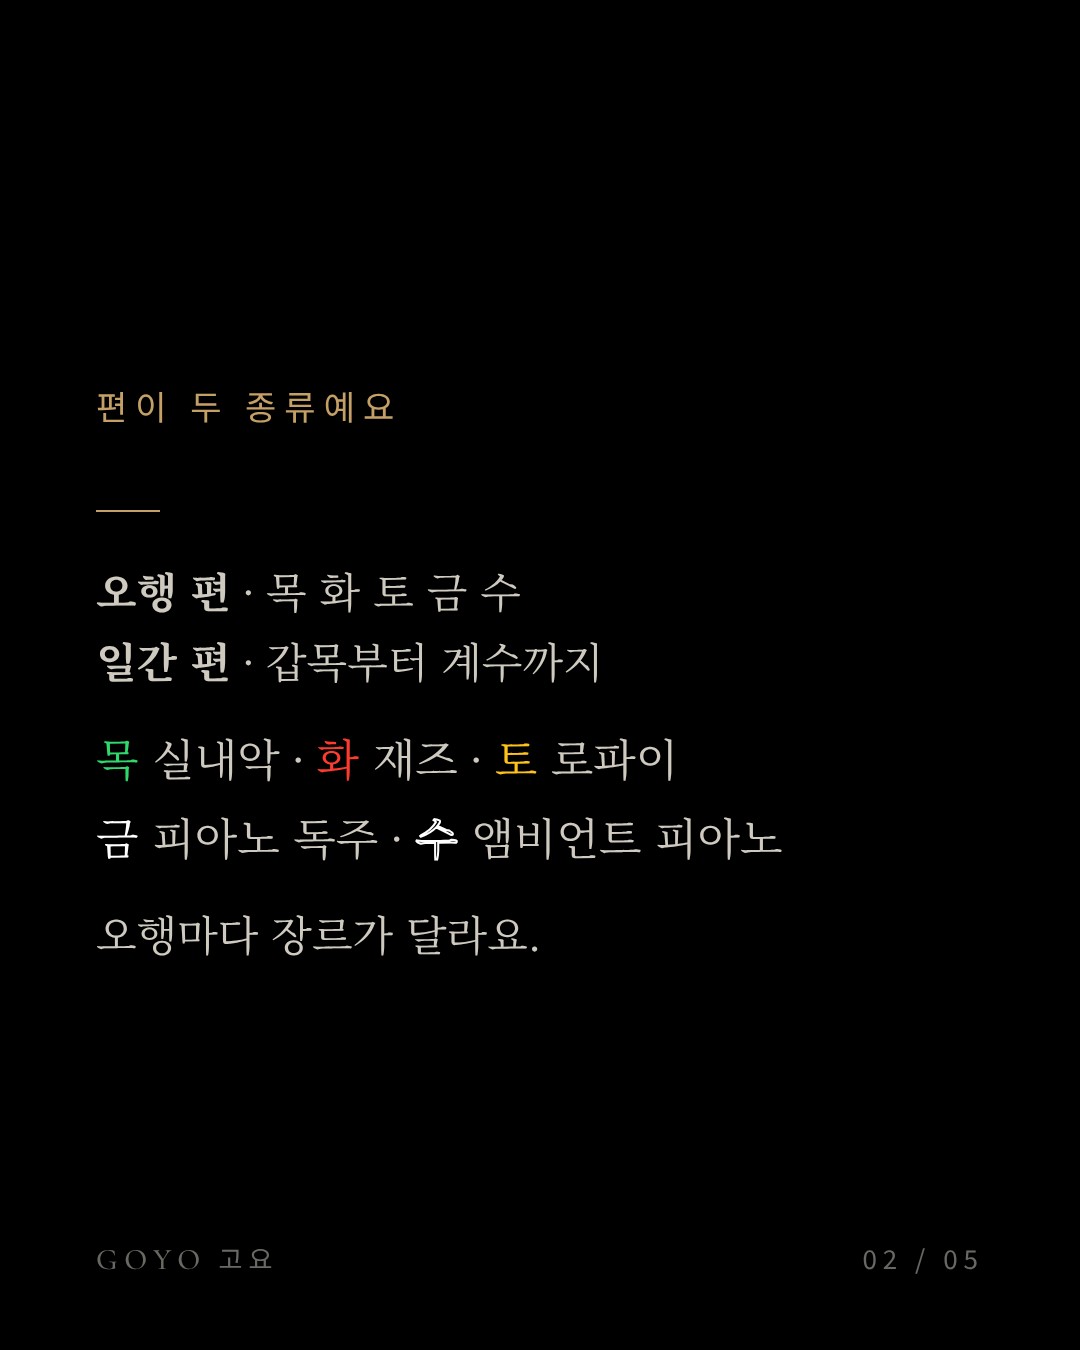 편이 두 종류예요
오행 편 · 목 화 토 금 수
일간 편 · 갑목부터 계수까지
목 실내악 · 화 재즈 · 토 로파이
금 피아노 독주 · 수 앰비언트 피아노
오행마다 장르가 달라요.
GOYO 고요
02 / 05